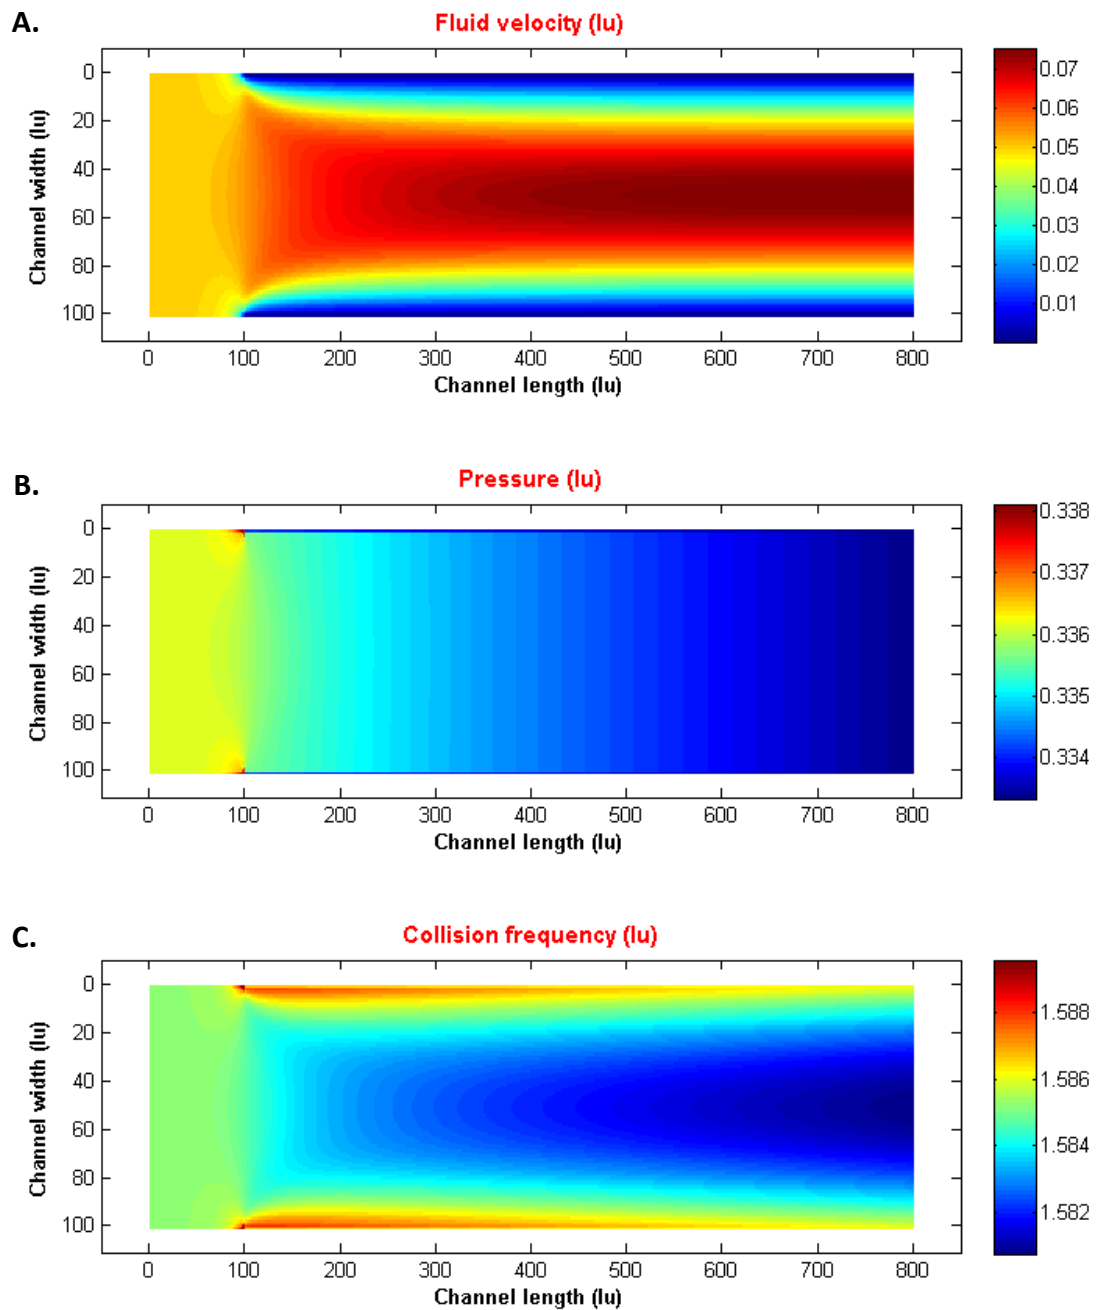 A.
Fluid velocity (lu)
Channel width (lu)
0
20
40
60
80
100
0 100 200 300 400 500 600 700 800
Channel length (lu)
0.07
0.06
0.05
0.04
0.03
0.02
0.01
B.
Pressure (lu)
Channel width (lu)
0
20
40
60
80
100
0 100 200 300 400 500 600 700 800
Channel length (lu)
0.338
0.337
0.336
0.335
0.334
C.
Collision frequency (lu)
Channel width (lu)
0
20
40
60
80
100
0 100 200 300 400 500 600 700 800
Channel length (lu)
1.588
1.586
1.584
1.582